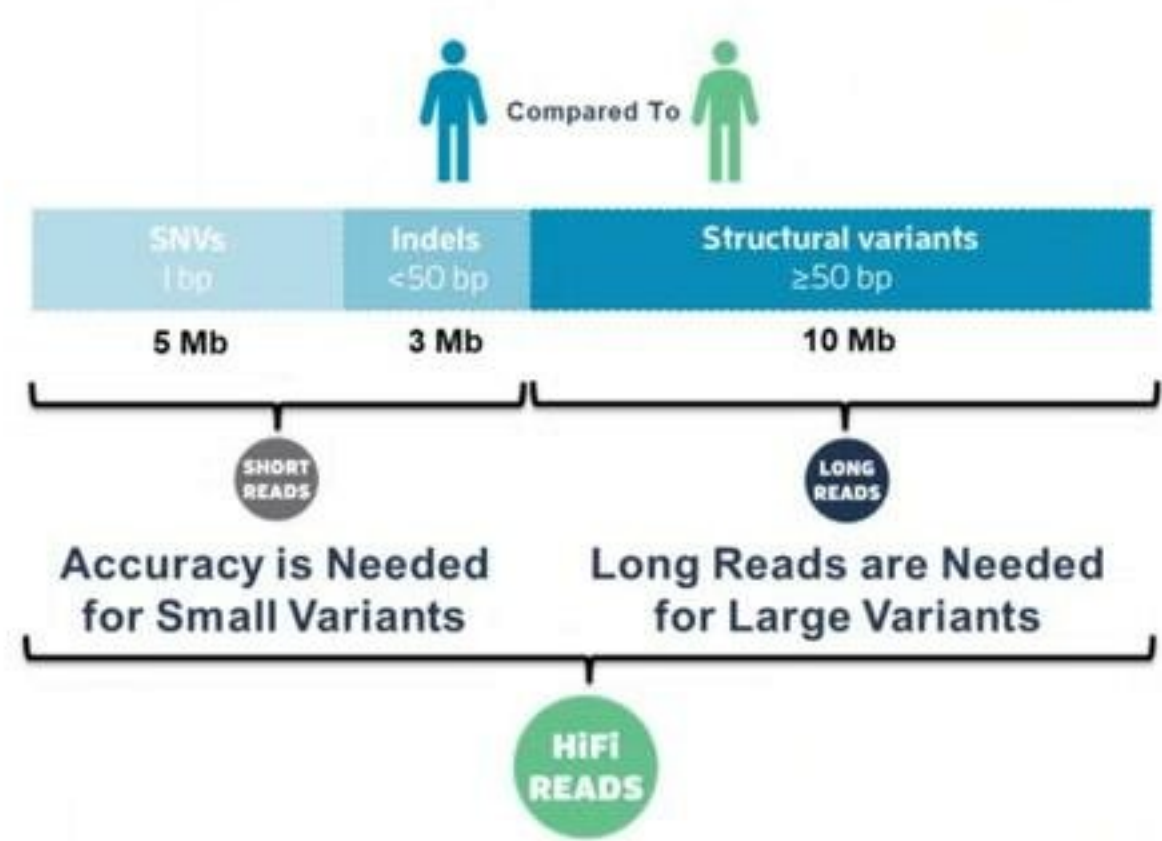 Compared To
SNVs
1 bp
Indels
<50 bp
Structural variants
≥50 bp
5 Mb
3 Mb
10 Mb
SHORT
READS
LONG
READS
Accuracy is Needed
for Small Variants
Long Reads are Needed
for Large Variants
HiFi
READS